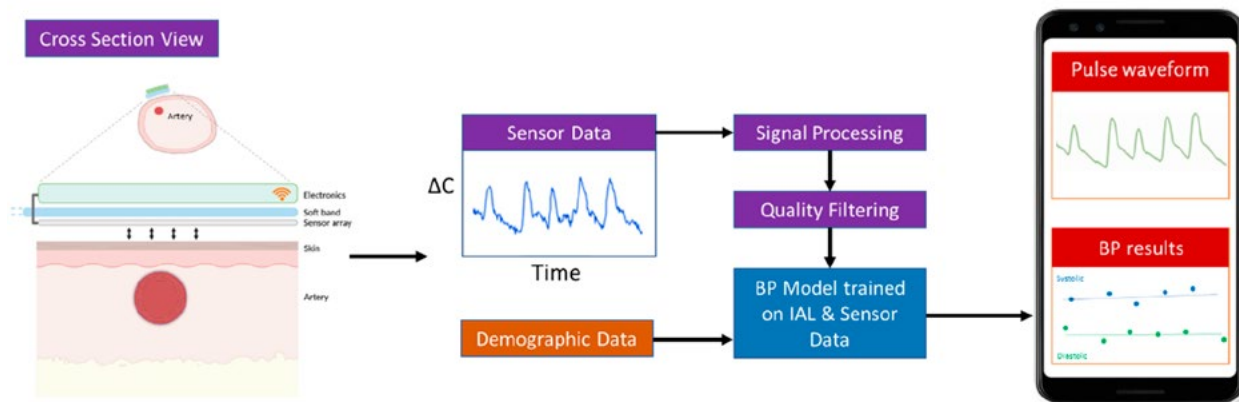 Cross Section View
Artery
Electronics
Soft band
Sensor array
Skin
Artery
Sensor Data
ΔC
Time
Demographic Data
Signal Processing
Quality Filtering
BP Model trained
on IAL & Sensor
Data
Pulse waveform
BP results
Systolic
Diastolic